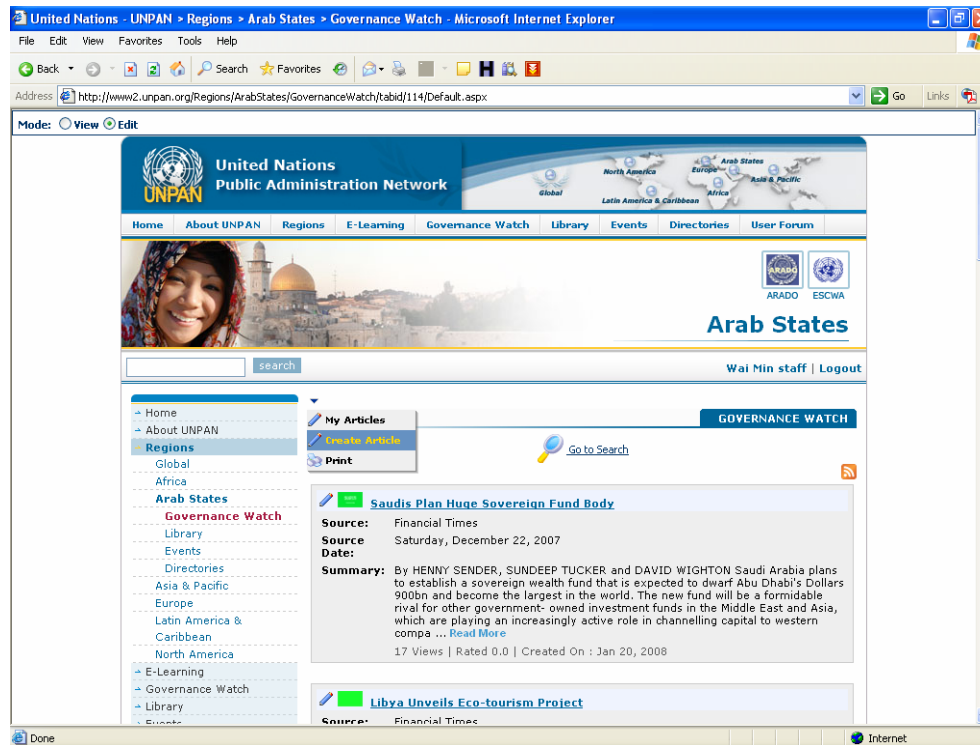 United Nations - UNPAN > Regions > Arab States > Governance Watch - Microsoft Internet Explorer
File Edit View Favorites Tools Help
Back Search Favorites
Address http://www2.unpan.org/Regions/ArabStates/GovernanceWatch/tabid/114/Default.aspx Go Links
Mode: View Edit
UNPAN
United Nations
Public Administration Network
Global
North America
Latin America & Caribbean
Europe
Arab States
Africa
Asia & Pacific
Home About UNPAN Regions E-Learning Governance Watch Library Events Directories User Forum
ARADO
ARADO ESCWA
Arab States
search
Wai Min staff | Logout
Home
About UNPAN
Regions
Global
Africa
Arab States
Governance Watch
Library
Events
Directories
Asia & Pacific
Europe
Latin America &
Caribbean
North America
E-Learning
Governance Watch
Library
Events
My Articles
Create Article
Print
GOVERNANCE WATCH
Go to Search
Saudis Plan Huge Sovereign Fund Body
Source: Financial Times
Source Date: Saturday, December 22, 2007
Summary: By HENNY SENDER, SUNDEEP TUCKER and DAVID WIGHTON Saudi Arabia plans
to establish a sovereign wealth fund that is expected to dwarf Abu Dhabi's Dollars
900bn and become the largest in the world. The new fund will be a formidable
rival for other government- owned investment funds in the Middle East and Asia,
which are playing an increasingly active role in channelling capital to western
compa ... Read More
17 Views | Rated 0.0 | Created On : Jan 20, 2008
Libya Unveils Eco-tourism Project
Source: Financial Times
Done Internet